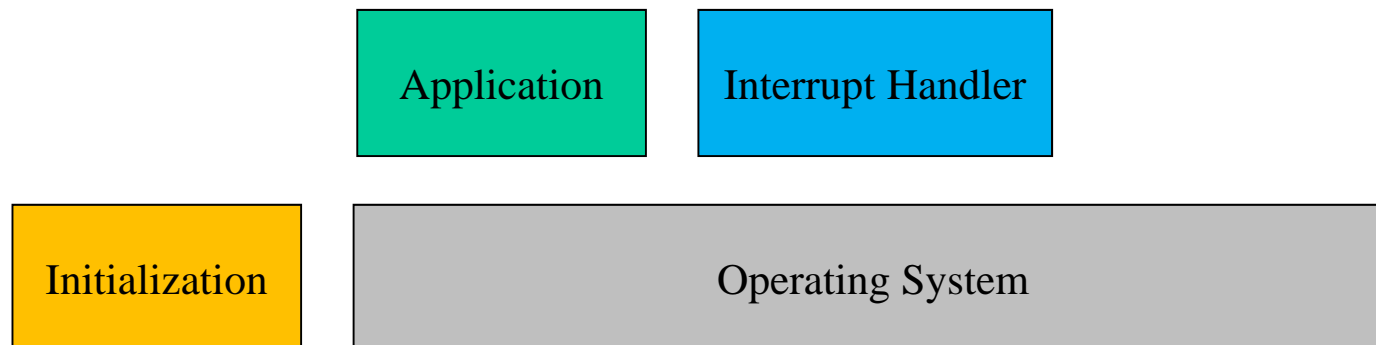 Application
Interrupt Handler
Initialization
Operating System